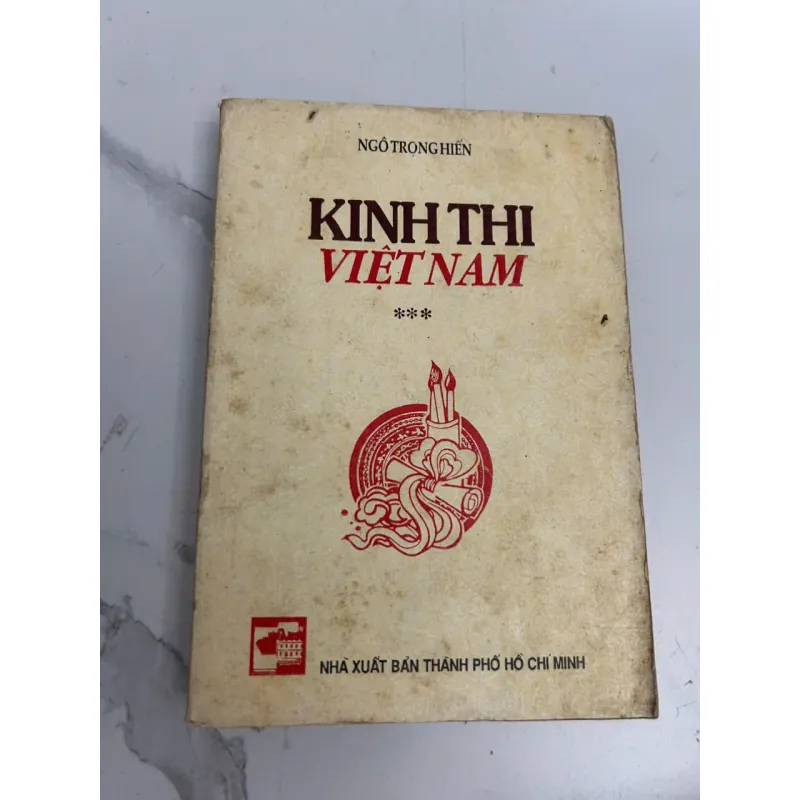 NGÔ TRỌNG HIẾN
KINH THI
VIỆT NAM
***
NHÀ XUẤT BẢN THÀNH PHỐ HỒ CHÍ MINH